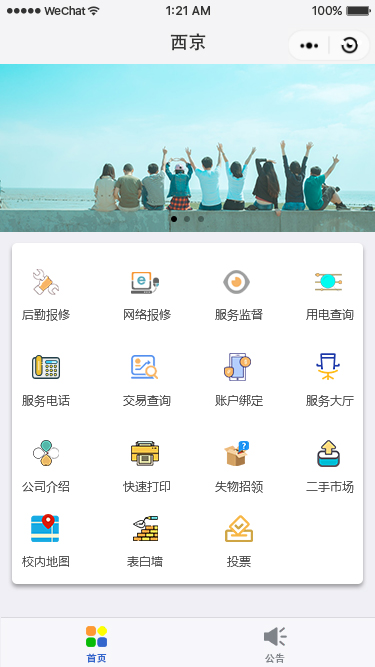 ●●●●● WeChat 1:21 AM 100%
西京
后勤报修 网络报修 服务监督 用电查询
服务电话 交易查询 账户绑定 服务大厅
公司介绍 快速打印 失物招领 二手市场
校内地图 表白墙 投票
首页 公告